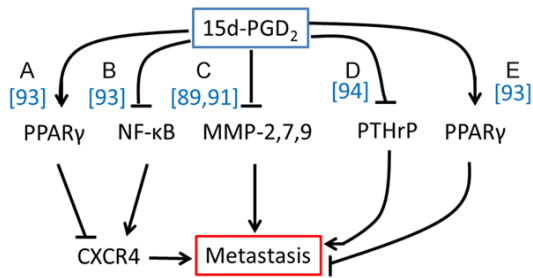 15d-PGD₂
A B C D E
[93] [93] [89,91] [94] [93]
PPARγ NF-κB MMP-2,7,9 PTHrP PPARγ
CXCR4 Metastasis